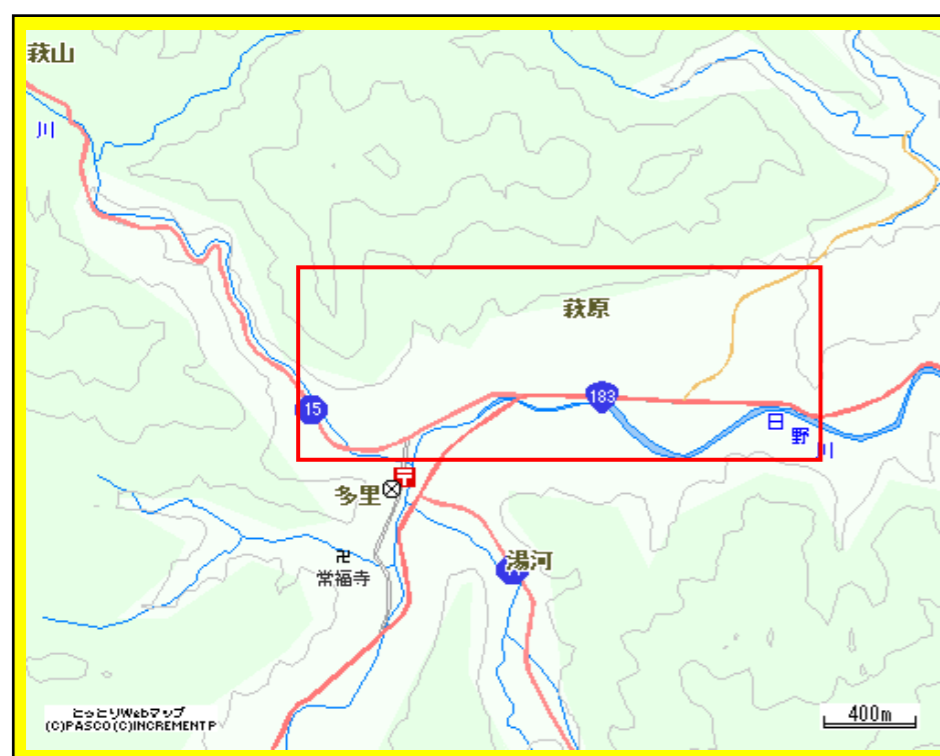 萩山
川
萩原
183
15
日
野
川
多里
湯河
卍
常福寺
とっとりWebマップ
(C)PASCO(C)INCREMENT P
400m